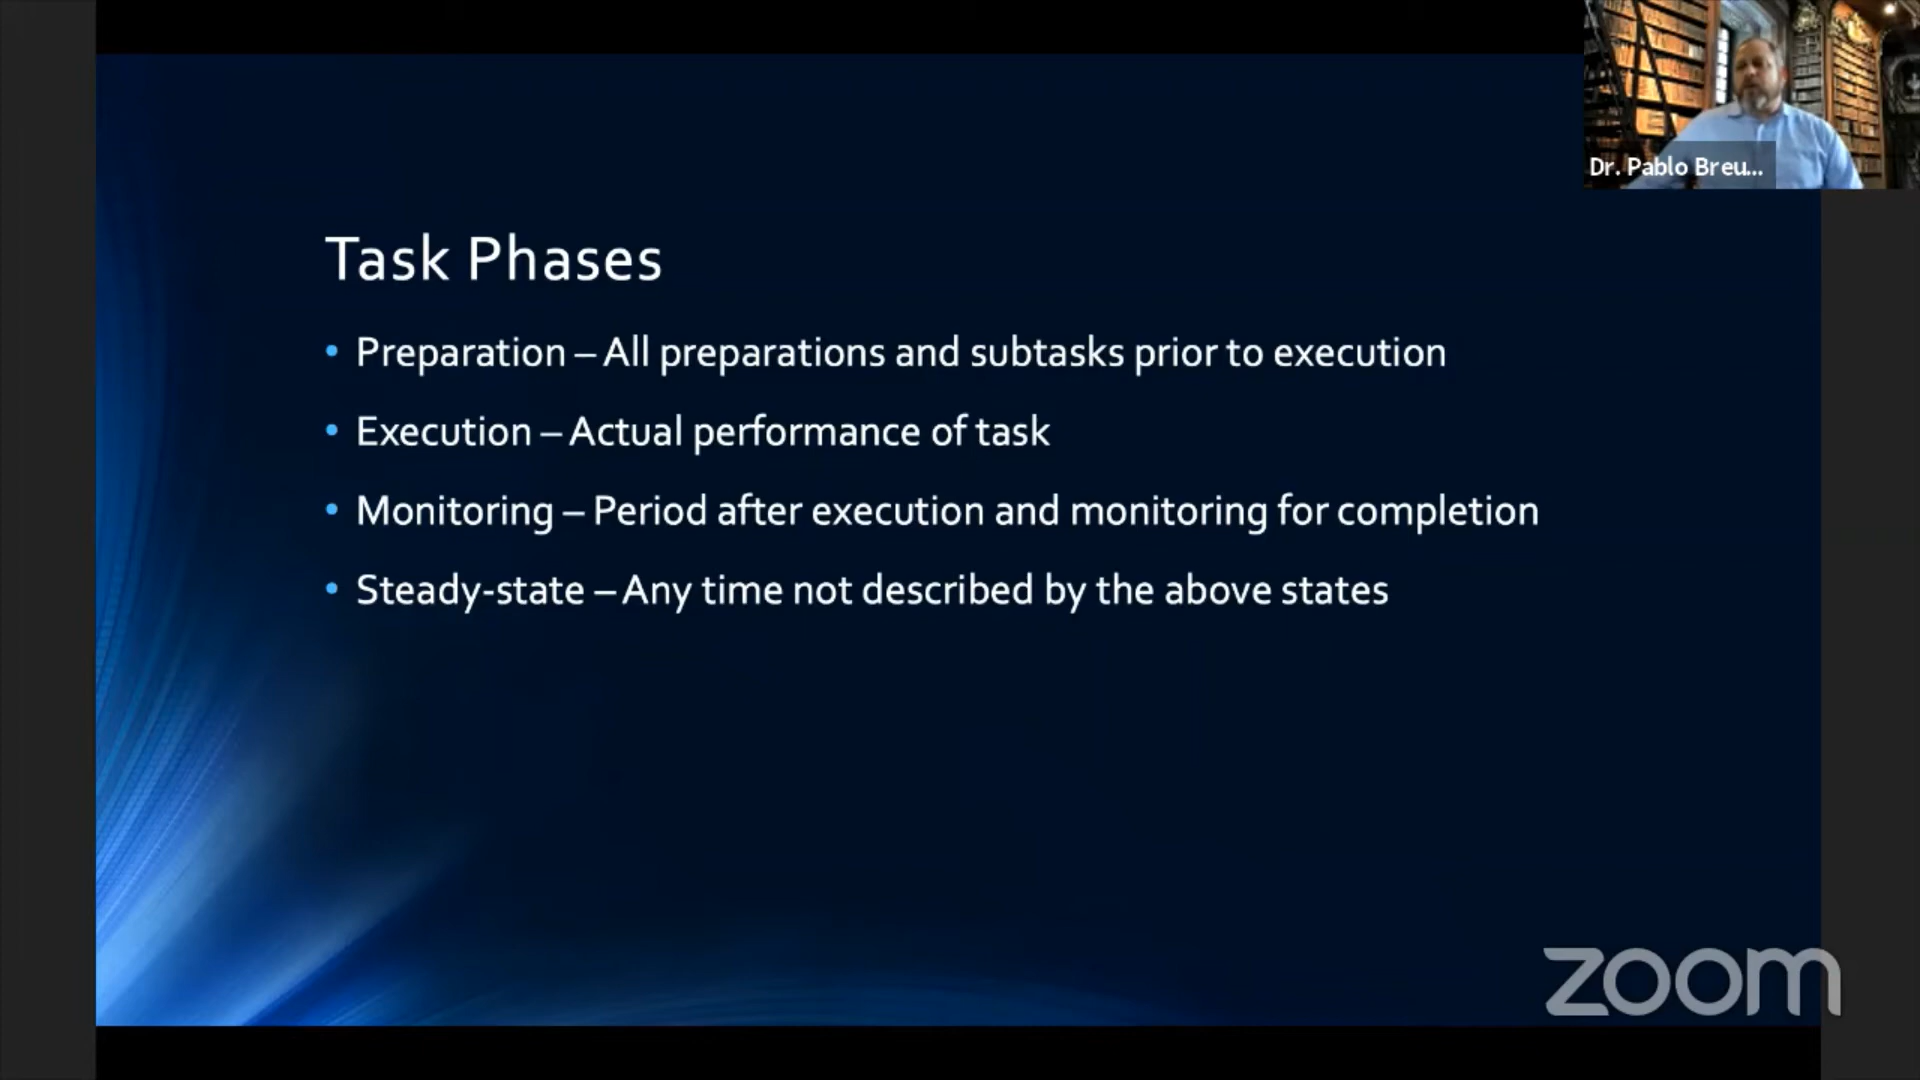 Dr. Pablo Breu...
Task Phases
• Preparation – All preparations and subtasks prior to execution
• Execution – Actual performance of task
• Monitoring – Period after execution and monitoring for completion
• Steady-state – Any time not described by the above states
zoom